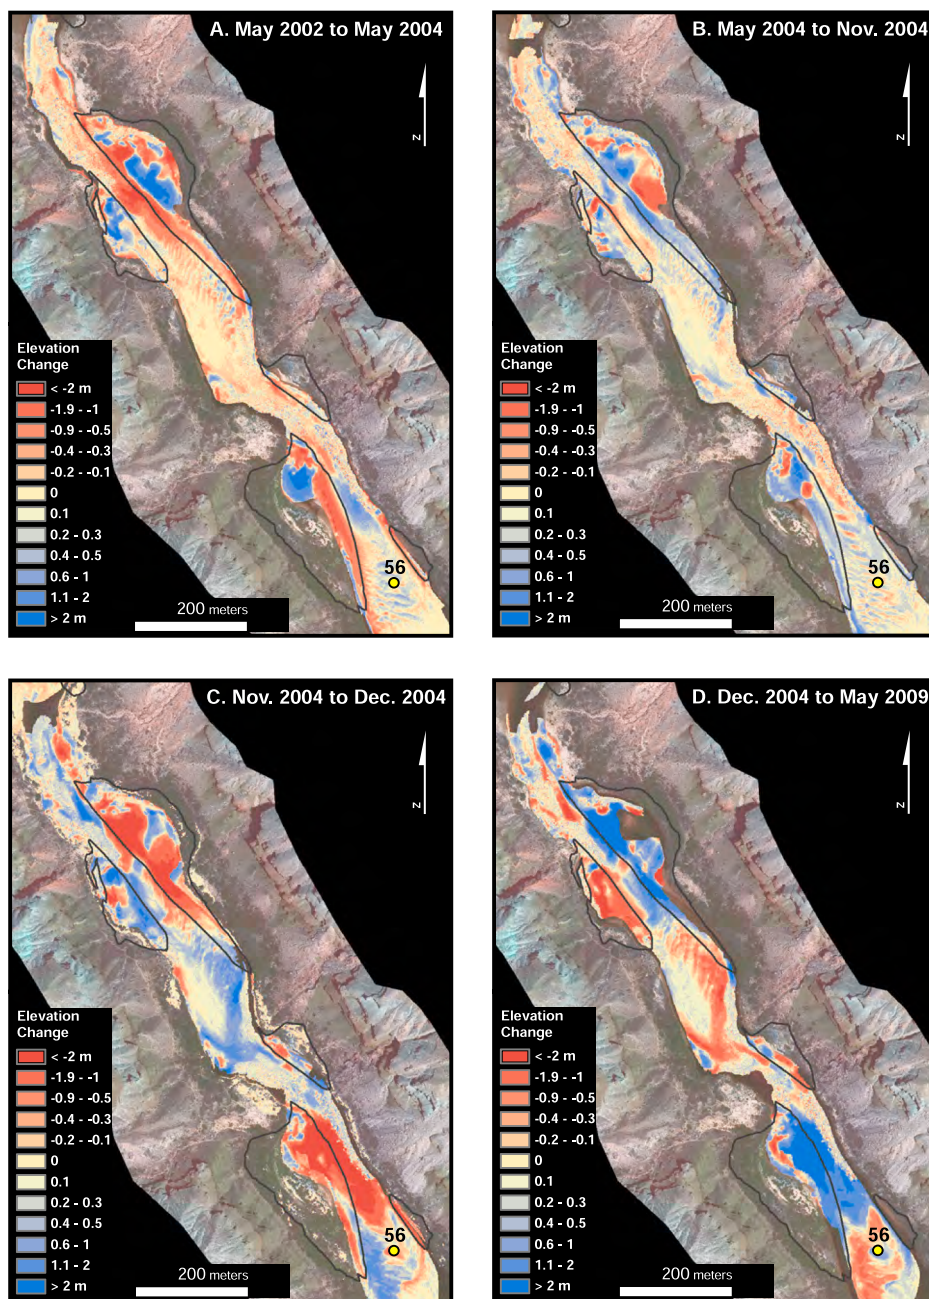 A. May 2002 to May 2004
N
Elevation
Change
< -2 m
-1.9 - -1
-0.9 - -0.5
-0.4 - -0.3
-0.2 - -0.1
0
0.1
0.2 - 0.3
0.4 - 0.5
0.6 - 1
1.1 - 2
> 2 m
56
200 meters
B. May 2004 to Nov. 2004
N
Elevation
Change
< -2 m
-1.9 - -1
-0.9 - -0.5
-0.4 - -0.3
-0.2 - -0.1
0
0.1
0.2 - 0.3
0.4 - 0.5
0.6 - 1
1.1 - 2
> 2 m
56
200 meters
C. Nov. 2004 to Dec. 2004
N
Elevation
Change
< -2 m
-1.9 - -1
-0.9 - -0.5
-0.4 - -0.3
-0.2 - -0.1
0
0.1
0.2 - 0.3
0.4 - 0.5
0.6 - 1
1.1 - 2
> 2 m
56
200 meters
D. Dec. 2004 to May 2009
N
Elevation
Change
< -2 m
-1.9 - -1
-0.9 - -0.5
-0.4 - -0.3
-0.2 - -0.1
0
0.1
0.2 - 0.3
0.4 - 0.5
0.6 - 1
1.1 - 2
> 2 m
56
200 meters